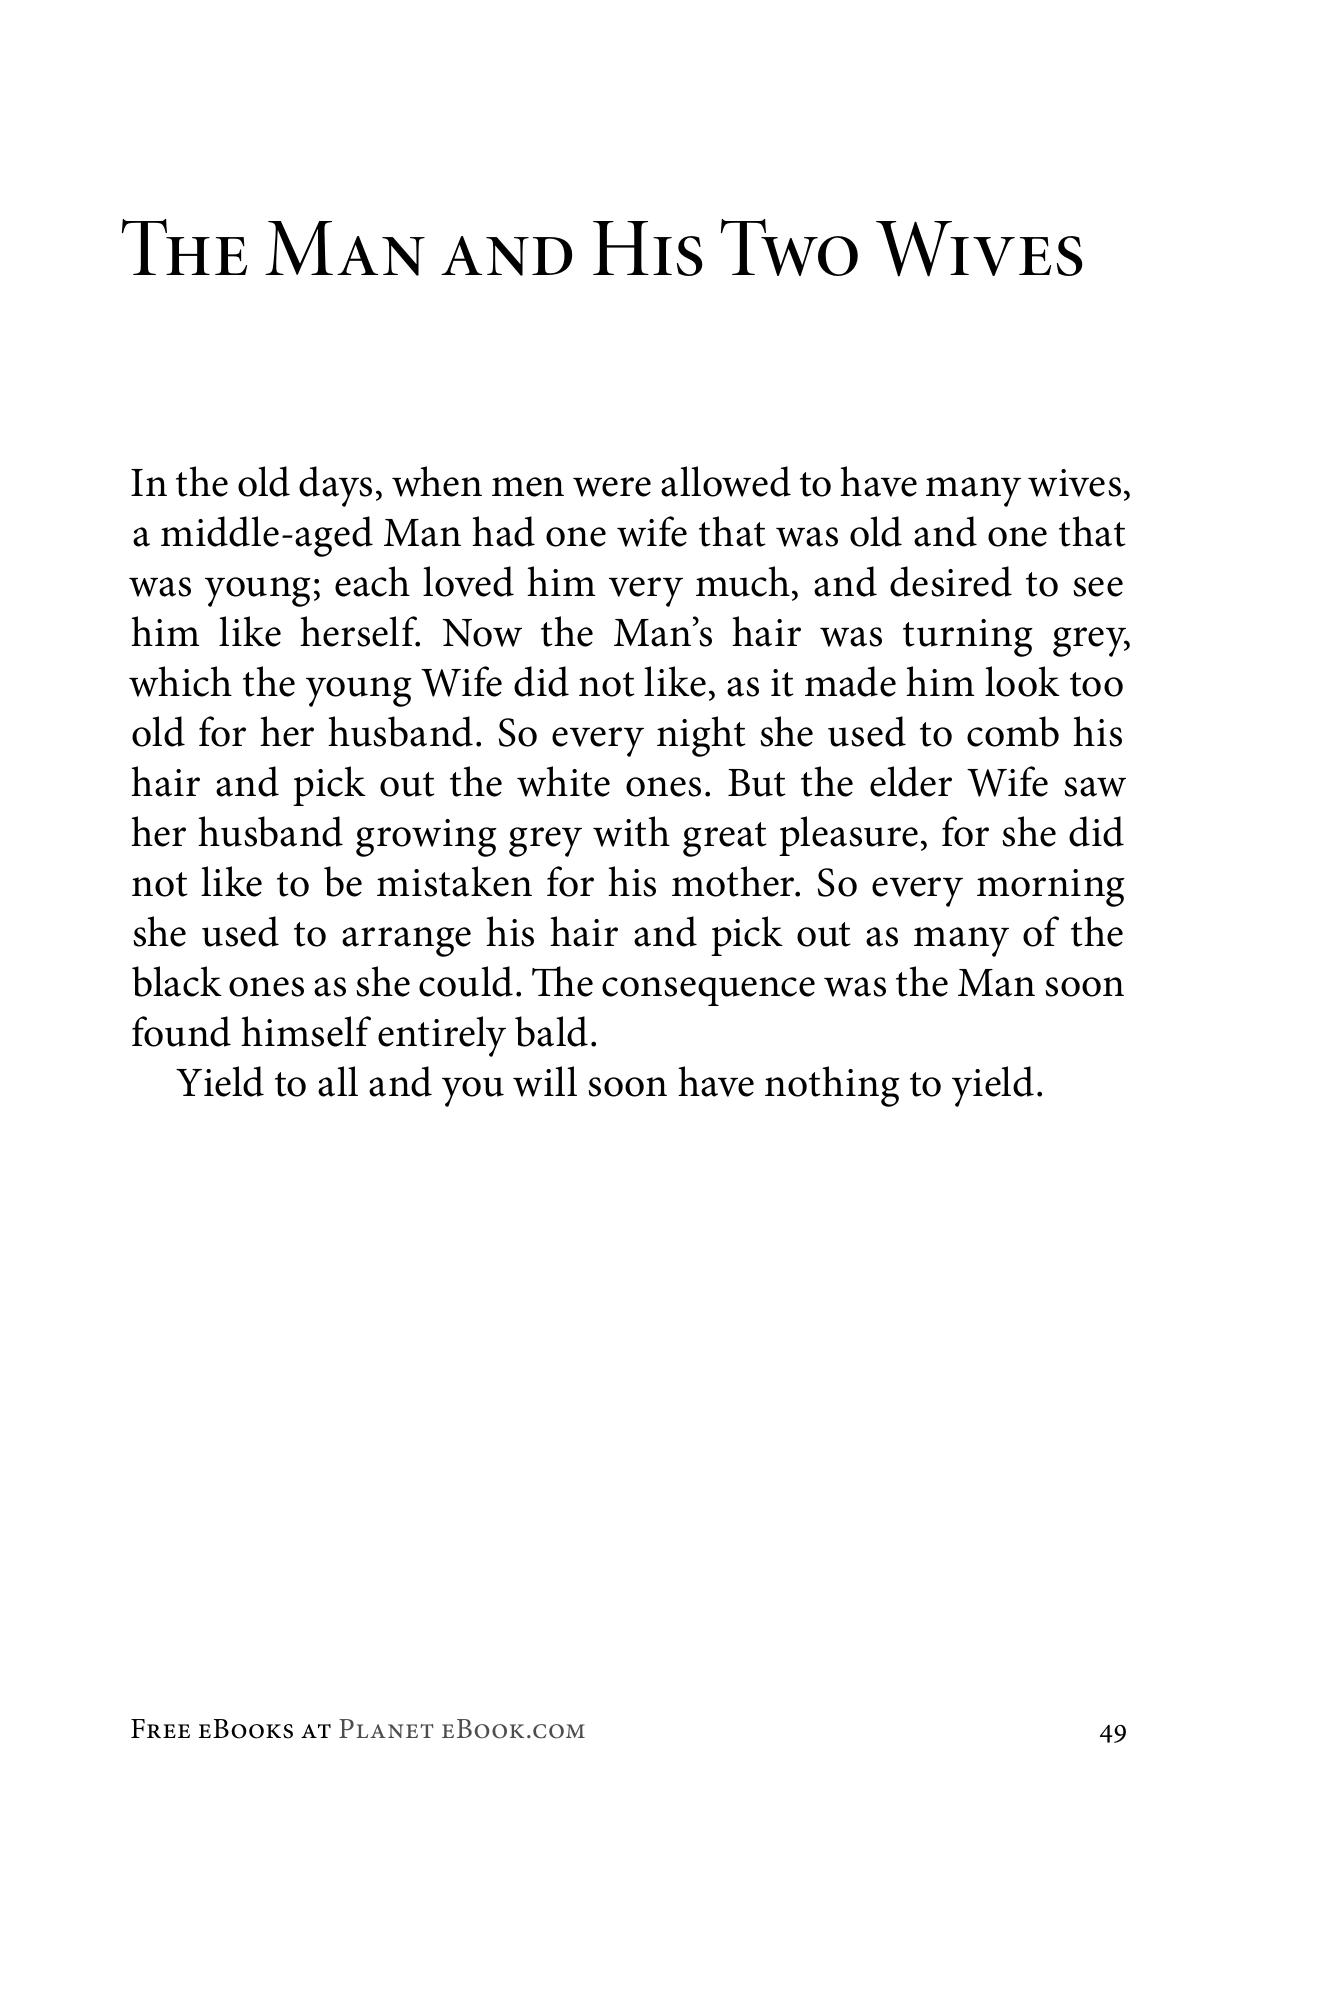 The Man and His Two Wives
In the old days, when men were allowed to have many wives,
a middle-aged Man had one wife that was old and one that
was young; each loved him very much, and desired to see
him like herself. Now the Man’s hair was turning grey,
which the young Wife did not like, as it made him look too
old for her husband. So every night she used to comb his
hair and pick out the white ones. But the elder Wife saw
her husband growing grey with great pleasure, for she did
not like to be mistaken for his mother. So every morning
she used to arrange his hair and pick out as many of the
black ones as she could. The consequence was the Man soon
found himself entirely bald.
Yield to all and you will soon have nothing to yield.
Free eBooks at Planet eBook.com 49